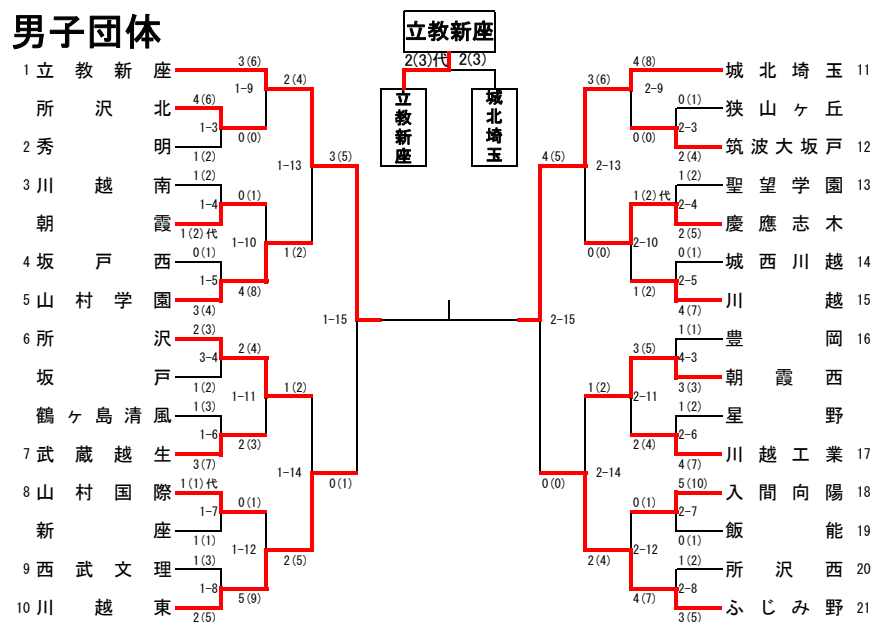 男子団体
立教新座
2(3)代 2(3)
立教新座
城北埼玉
1 立教新座
所沢北
2 秀明
3 川越南
朝霞
4 坂戸西
5 山村学園
6 所沢
坂戸
鶴ヶ島清風
7 武蔵越生
8 山村国際
新座
9 西武文理
10 川越東
3(6)
4(6)
1(2)
1(2)
1(2)代
0(1)
3(4)
2(3)
1(2)
1(3)
3(7)
1(1)代
1(1)
1(3)
2(5)
1-9
1-3
1-4
1-5
3-4
1-6
1-7
1-8
0(0)
0(1)
4(8)
2(4)
2(3)
0(1)
5(9)
1-10
1-11
1-12
2(4)
1(2)
1(2)
2(5)
1-13
1-14
3(5)
0(1)
1-15
2-15
4(5)
0(0)
2-13
2-14
3(6)
0(0)
1(2)
2(4)
2-9
2-10
2-11
2-12
4(8)
0(0)
1(2)代
1(2)
3(5)
2(4)
0(1)
4(7)
2-3
2-4
2-5
4-3
2-6
2-7
2-8
0(1)
2(4)
1(2)
2(5)
0(1)
4(7)
1(1)
3(3)
1(2)
4(7)
5(10)
0(1)
1(2)
3(5)
城北埼玉 11
狭山ヶ丘
筑波大坂戸 12
聖望学園 13
慶應志木
城西川越 14
川越 15
豊岡 16
朝霞西
星野
川越工業 17
入間向陽 18
飯能 19
所沢西 20
ふじみ野 21